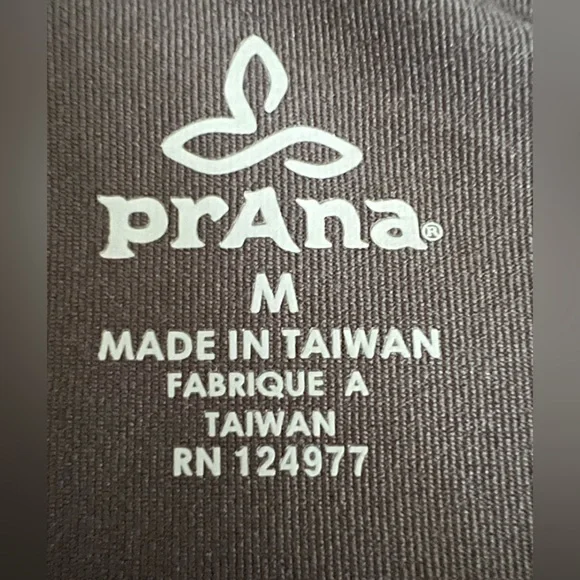 prAna®
M
MADE IN TAIWAN
FABRIQUE A
TAIWAN
RN 124977